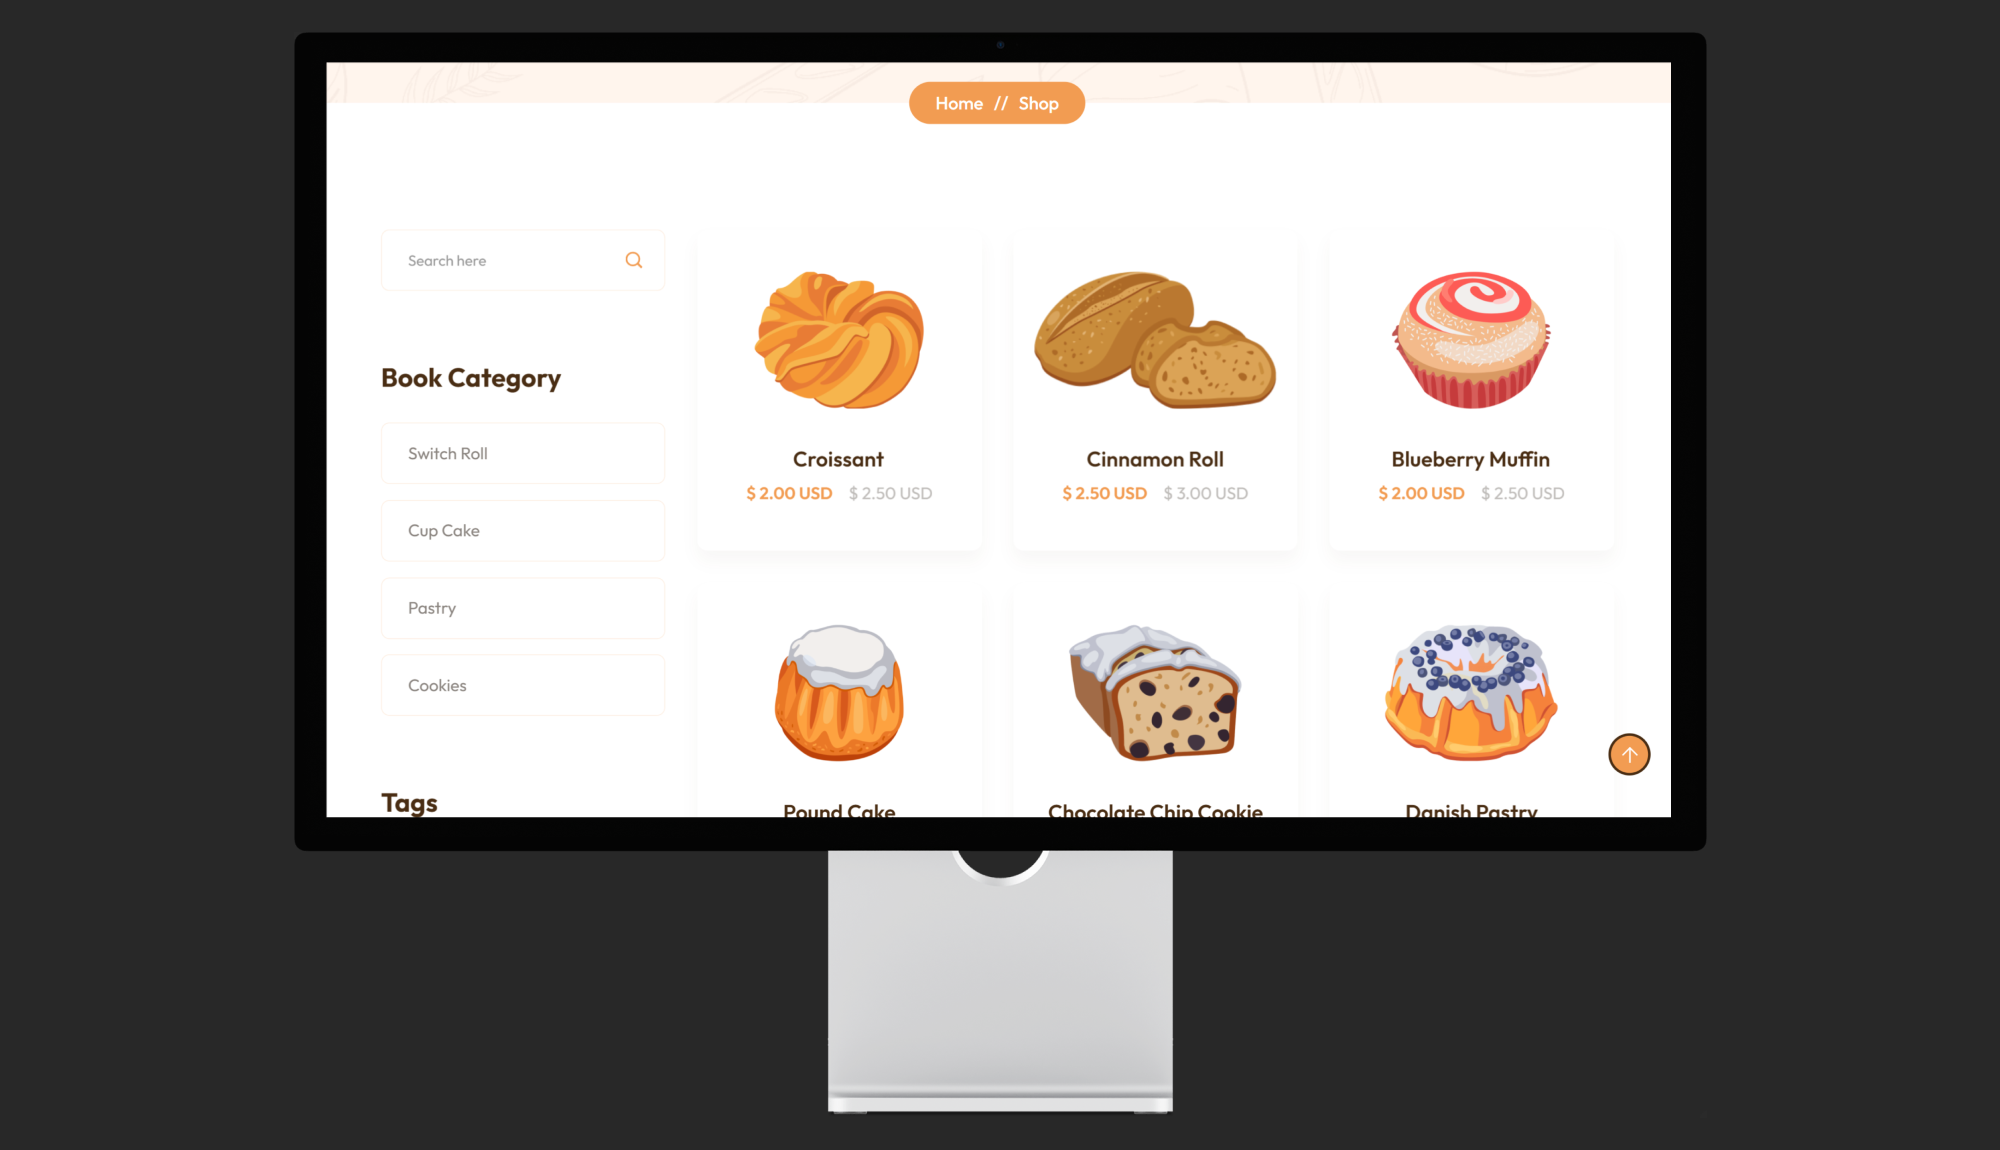 Home // Shop
Search here
Book Category
Switch Roll
Cup Cake
Pastry
Cookies
Tags
Croissant
$ 2.00 USD $ 2.50 USD
Cinnamon Roll
$ 2.50 USD $ 3.00 USD
Blueberry Muffin
$ 2.00 USD $ 2.50 USD
Pound Cake
Chocolate Chip Cookie
Danish Pastry